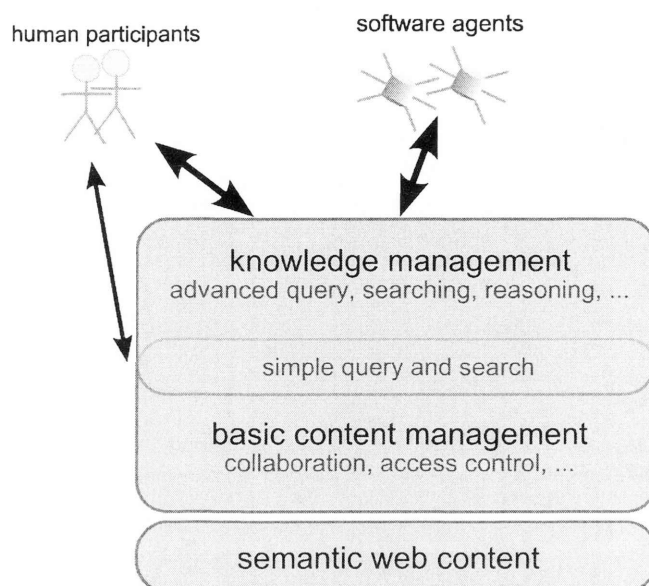 human participants
software agents
knowledge management
advanced query, searching, reasoning, ...
simple query and search
basic content management
collaboration, access control, ...
semantic web content